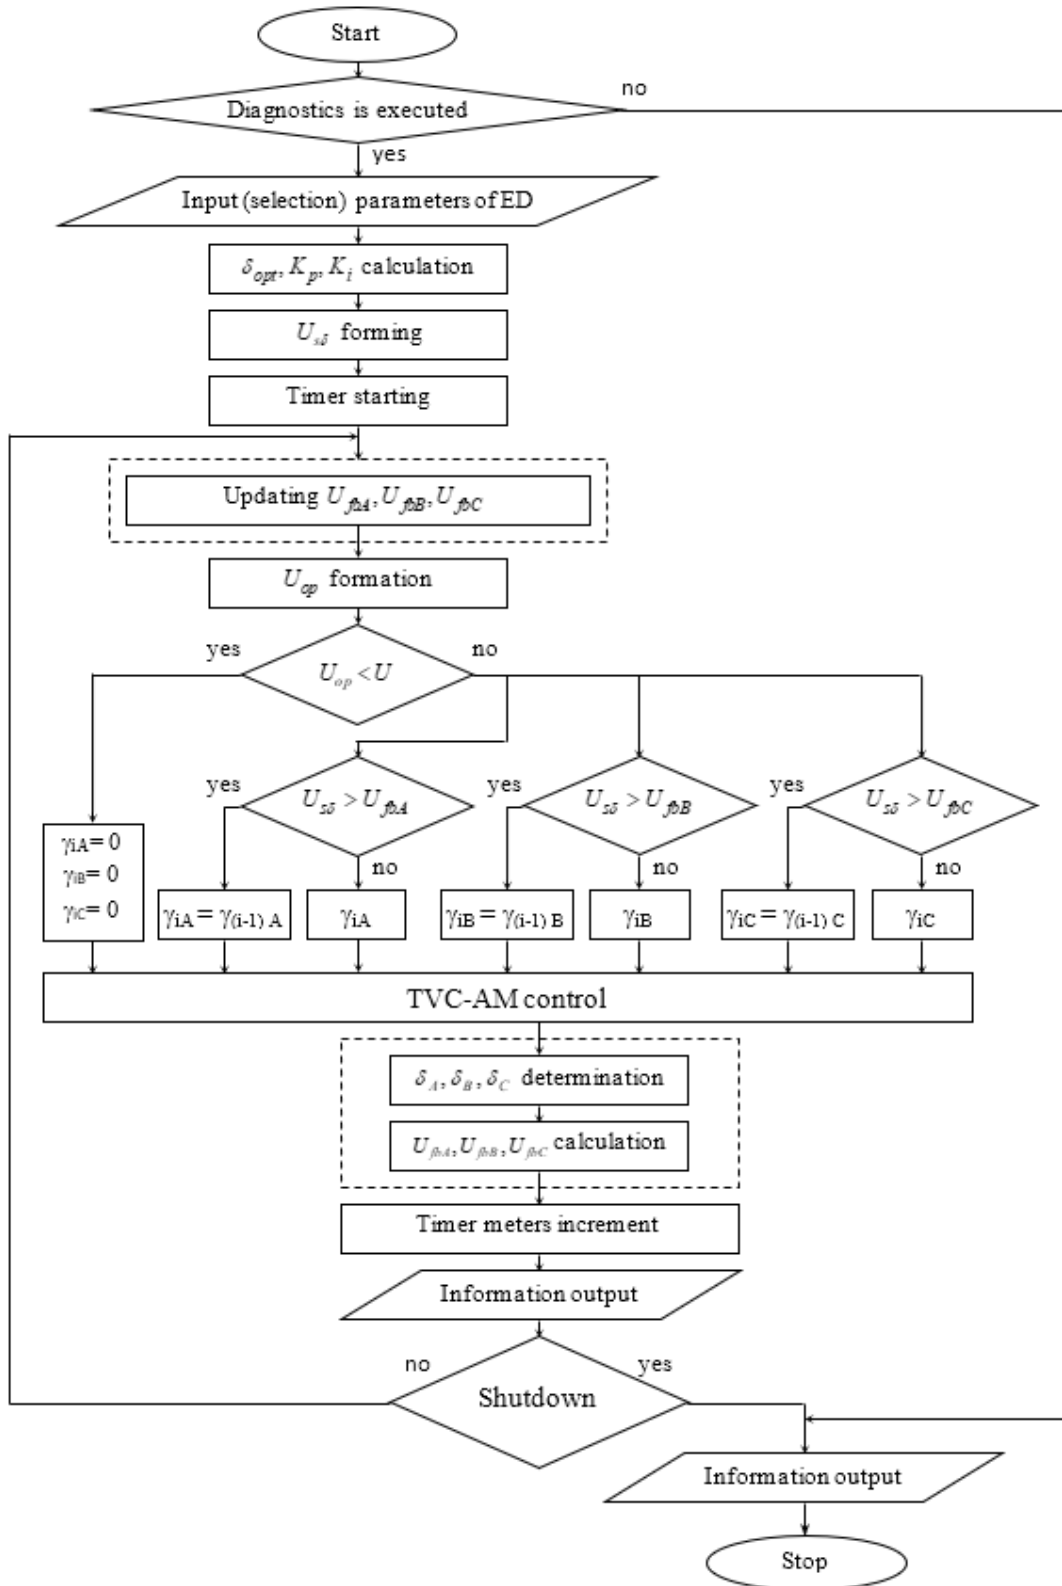 Start
Diagnostics is executed
no
yes
Input (selection) parameters of ED
δopt, Kp, Ki calculation
Usδ forming
Timer starting
Updating UfbA, UfbB, UfbC
Uop formation
yes
no
Uop < U
yes
Usδ > UfbA
yes
Usδ > UfbB
yes
Usδ > UfbC
γiA= 0
γiB= 0
γiC= 0
no
no
no
γiA = γ(i-1) A
γiA
γiB = γ(i-1) B
γiB
γiC = γ(i-1) C
γiC
TVC-AM control
δA, δB, δC determination
UfbA, UfbB, UfbC calculation
Timer meters increment
Information output
no
yes
Shutdown
Information output
Stop